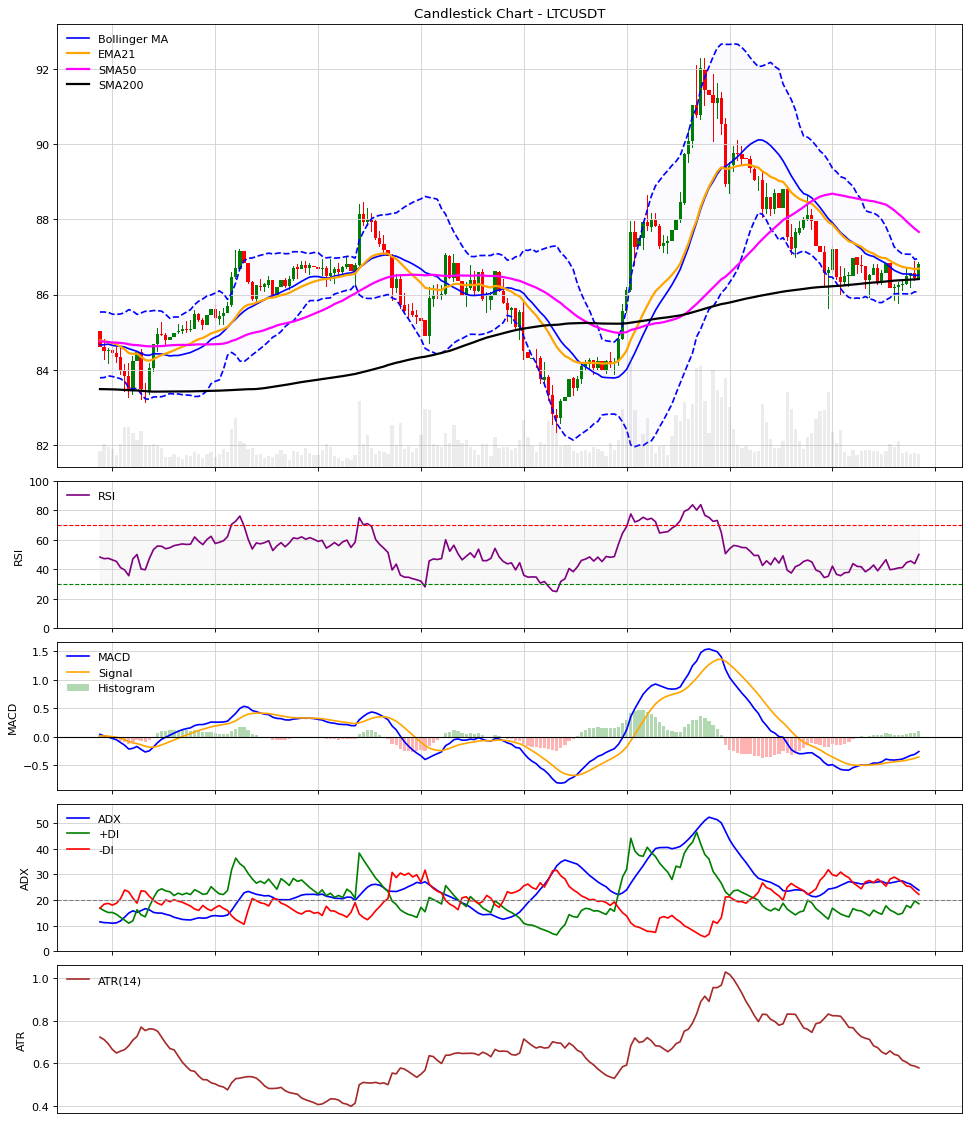 Candlestick Chart - LTCUSDT
Bollinger MA
EMA21
SMA50
SMA200
92
90
88
86
84
82
RSI
100
80
60
40
20
0
RSI
MACD
Signal
Histogram
1.5
1.0
0.5
0.0
−0.5
MACD
ADX
+DI
-DI
50
40
30
20
10
0
ADX
ATR(14)
1.0
0.8
0.6
0.4
ATR